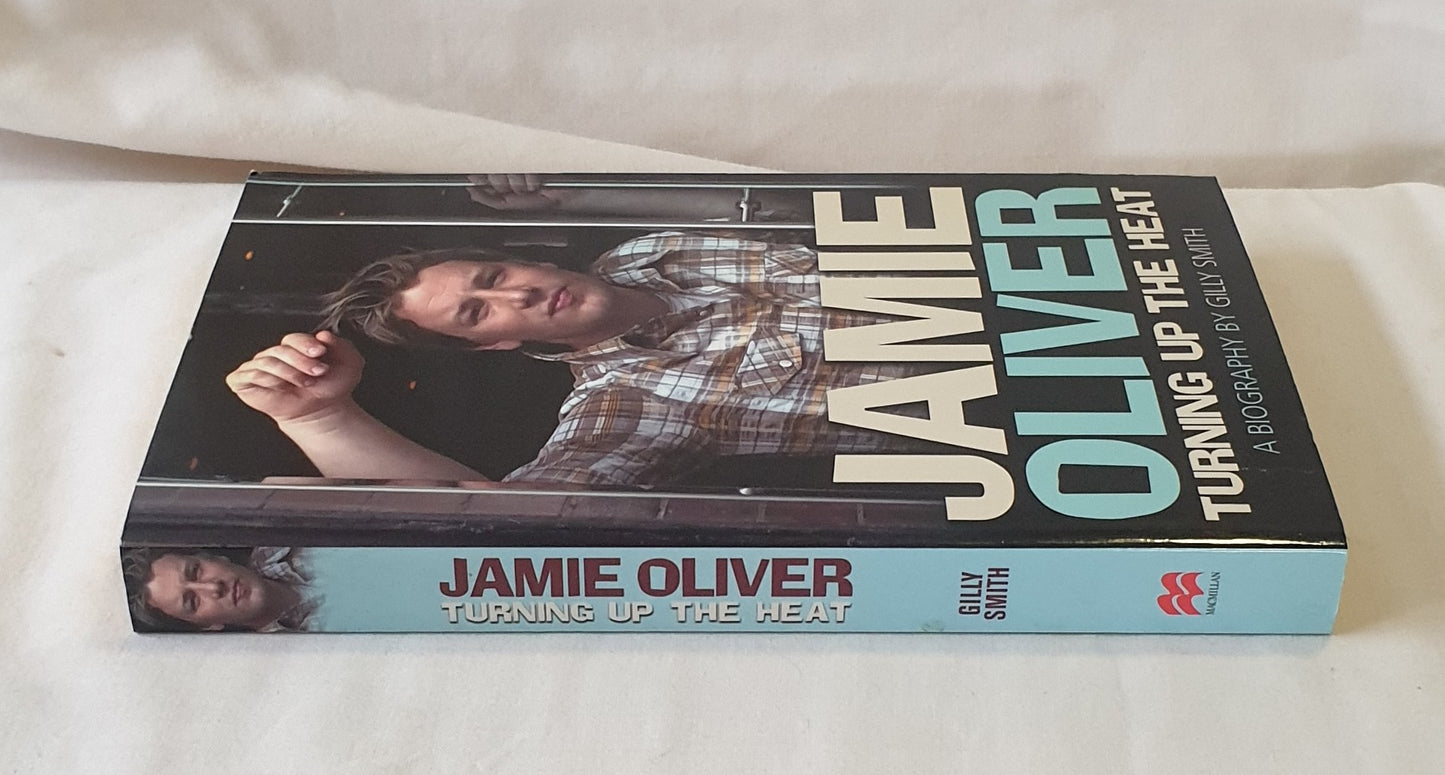 JAMIE
OLIVER
TURNING UP THE HEAT
A BIOGRAPHY BY GILLY SMITH
JAMIE OLIVER
TURNING UP THE HEAT
GILLY
SMITH
MACMILLAN